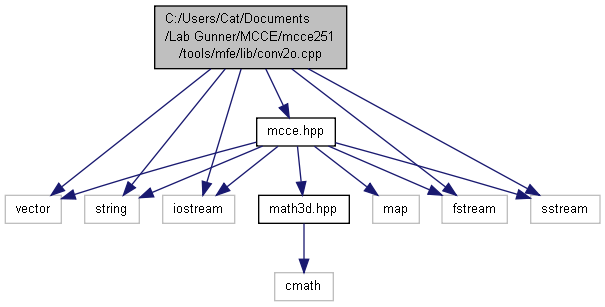 C:/Users/Cat/Documents
/Lab Gunner/MCCE/mcce251
/tools/mfe/lib/conv2o.cpp
mcce.hpp
vector
string
iostream
math3d.hpp
map
fstream
sstream
cmath